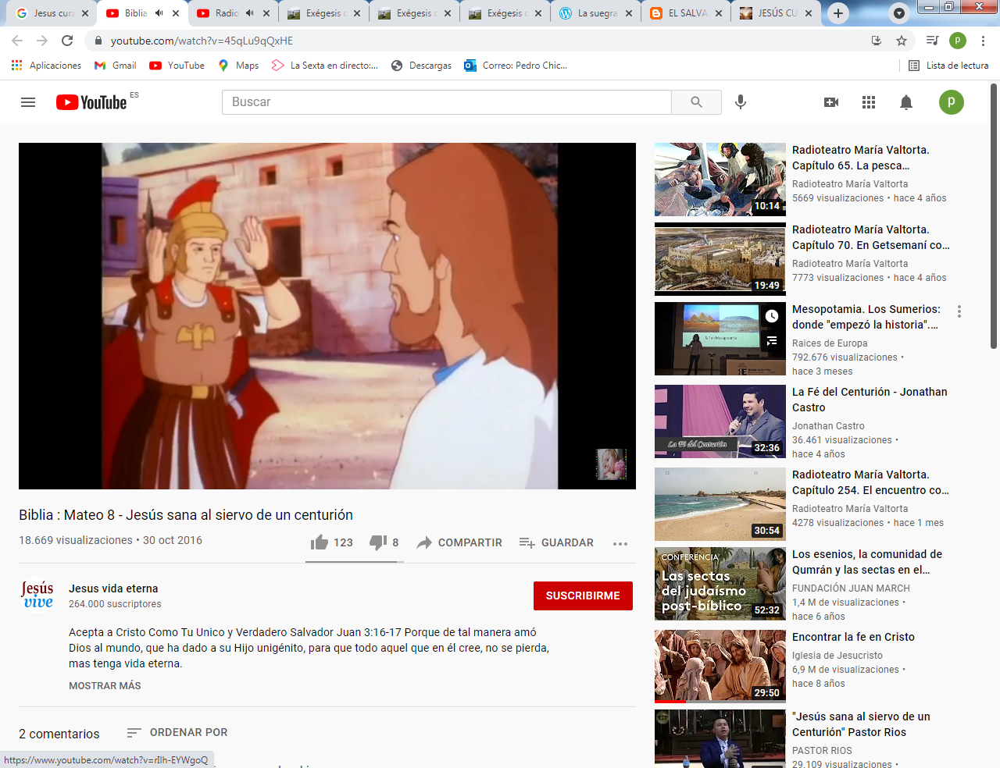 Jesus cura
Biblia
Radio
Exégesis
Exégesis
Exégesis
La suegra
EL SALVA
JESÚS CU
youtube.com/watch?v=45qLu9qQxHE
p
Aplicaciones
Gmail
YouTube
Maps
La Sexta en directo:...
Descargas
Correo: Pedro Chic...
Lista de lectura
YouTube ES
Buscar
p
Biblia : Mateo 8 - Jesús sana al siervo de un centurión
18.669 visualizaciones • 30 oct 2016
123
8
COMPARTIR
GUARDAR
Jesús vive
Jesus vida eterna
264.000 suscriptores
SUSCRIBIRME
Acepta a Cristo Como Tu Unico y Verdadero Salvador Juan 3:16-17 Porque de tal manera amó
Dios al mundo, que ha dado a su Hijo unigénito, para que todo aquel que en él cree, no se pierda,
mas tenga vida eterna.
MOSTRAR MÁS
2 comentarios
ORDENAR POR
https://www.youtube.com/watch?v=rIlh-EYWgoQ
10:14
Radioteatro María Valtorta.
Capítulo 65. La pesca...
Radioteatro María Valtorta
5669 visualizaciones • hace 4 años
19:49
Radioteatro María Valtorta.
Capítulo 70. En Getsemaní co...
Radioteatro María Valtorta
7773 visualizaciones • hace 4 años
Mesopotamia. Los Sumerios:
donde "empezó la historia"....
Raices de Europa
792.676 visualizaciones •
hace 3 meses
La Fé del Centurión
32:36
La Fé del Centurión - Jonathan
Castro
Jonathan Castro
36.461 visualizaciones •
hace 4 años
30:54
Radioteatro María Valtorta.
Capítulo 254. El encuentro co...
Radioteatro María Valtorta
4278 visualizaciones • hace 1 mes
CONFERENCIA
Las sectas
del judaísmo
post-bíblico
52:32
Los esenios, la comunidad de
Qumrán y las sectas en el...
FUNDACIÓN JUAN MARCH
1,4 M de visualizaciones •
hace 6 años
29:50
Encontrar la fe en Cristo
Iglesia de Jesucristo
6,9 M de visualizaciones •
hace 8 años
"Jesús sana al siervo de un
Centurión" Pastor Rios
PASTOR RIOS
29.109 visualizaciones •